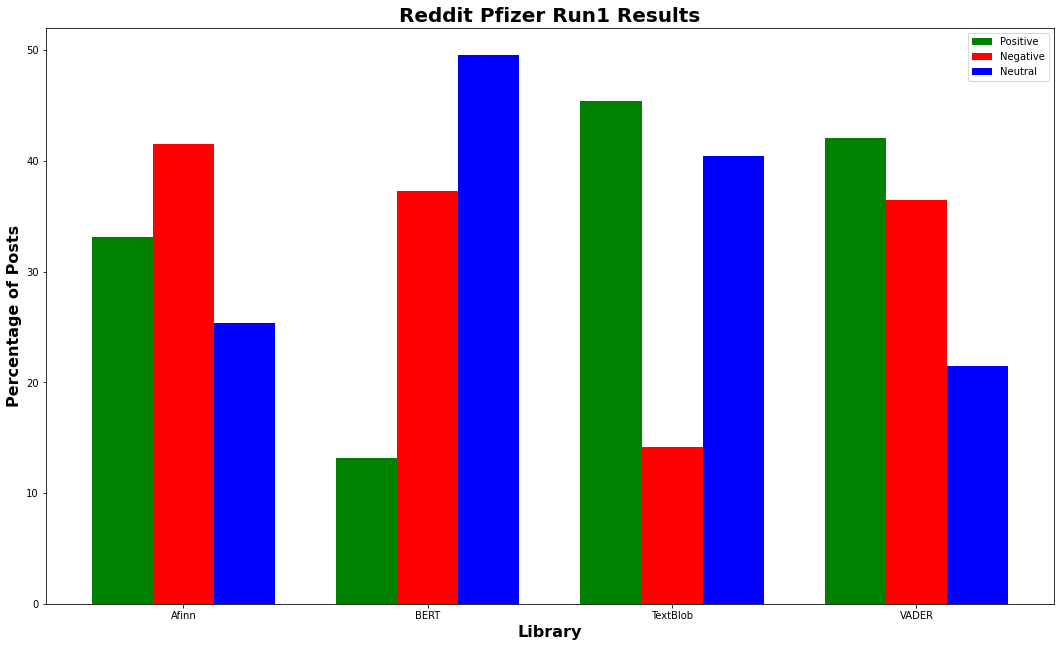 Reddit Pfizer Run1 Results
Positive
Negative
Neutral
Percentage of Posts
50
40
30
20
10
0
Afinn
BERT
TextBlob
VADER
Library